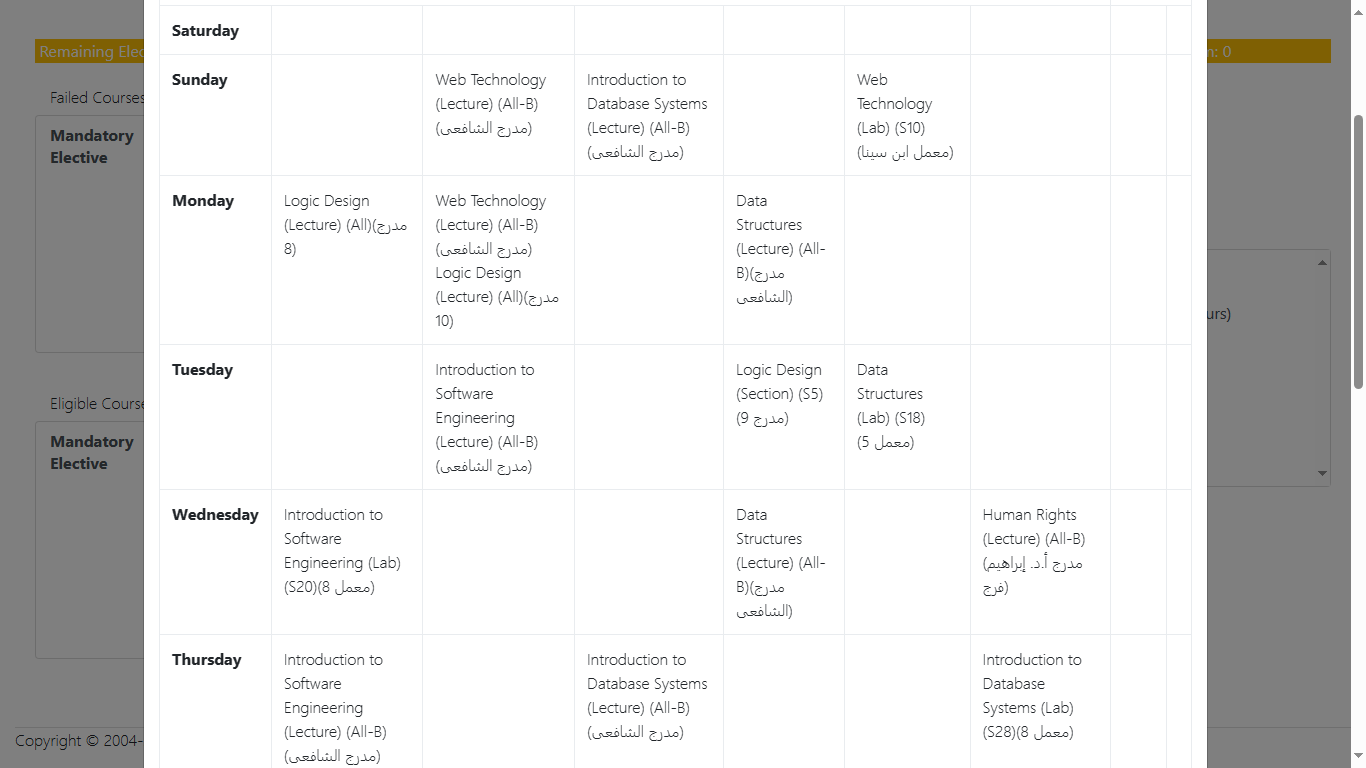 Remaining Elec
n: 0
Failed Courses
Mandatory
Elective
urs)
Eligible Course
Mandatory
Elective
Copyright © 2004-
Saturday
Sunday
Web Technology
(Lecture) (All-B)
(مدرج الشافعى)
Introduction to
Database Systems
(Lecture) (All-B)
(مدرج الشافعى)
Web
Technology
(Lab) (S10)
(معمل ابن سينا)
Monday
Logic Design
(Lecture) (All)(مدرج
8)
Web Technology
(Lecture) (All-B)
(مدرج الشافعى)
Logic Design
(Lecture) (All)(مدرج
10)
Data
Structures
(Lecture) (All-
B)(مدرج
الشافعى)
Tuesday
Introduction to
Software
Engineering
(Lecture) (All-B)
(مدرج الشافعى)
Logic Design
(Section) (S5)
(مدرج 9)
Data
Structures
(Lab) (S18)
(معمل 5)
Wednesday
Introduction to
Software
Engineering (Lab)
(S20)(معمل 8)
Data
Structures
(Lecture) (All-
B)(مدرج
الشافعى)
Human Rights
(Lecture) (All-B)
(مدرج أ.د. إبراهيم
فرج)
Thursday
Introduction to
Software
Engineering
(Lecture) (All-B)
(مدرج الشافعى)
Introduction to
Database Systems
(Lecture) (All-B)
(مدرج الشافعى)
Introduction to
Database
Systems (Lab)
(S28)(معمل 8)